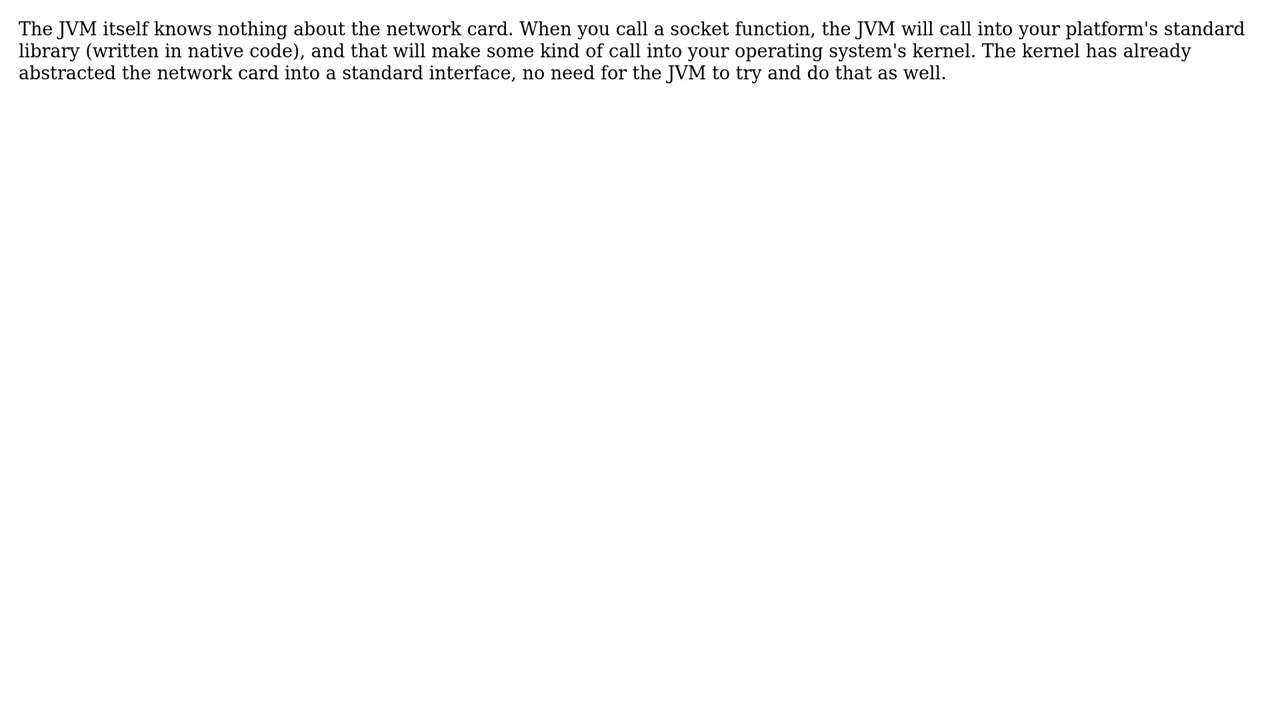 The JVM itself knows nothing about the network card. When you call a socket function, the JVM will call into your platform's standard
library (written in native code), and that will make some kind of call into your operating system's kernel. The kernel has already
abstracted the network card into a standard interface, no need for the JVM to try and do that as well.